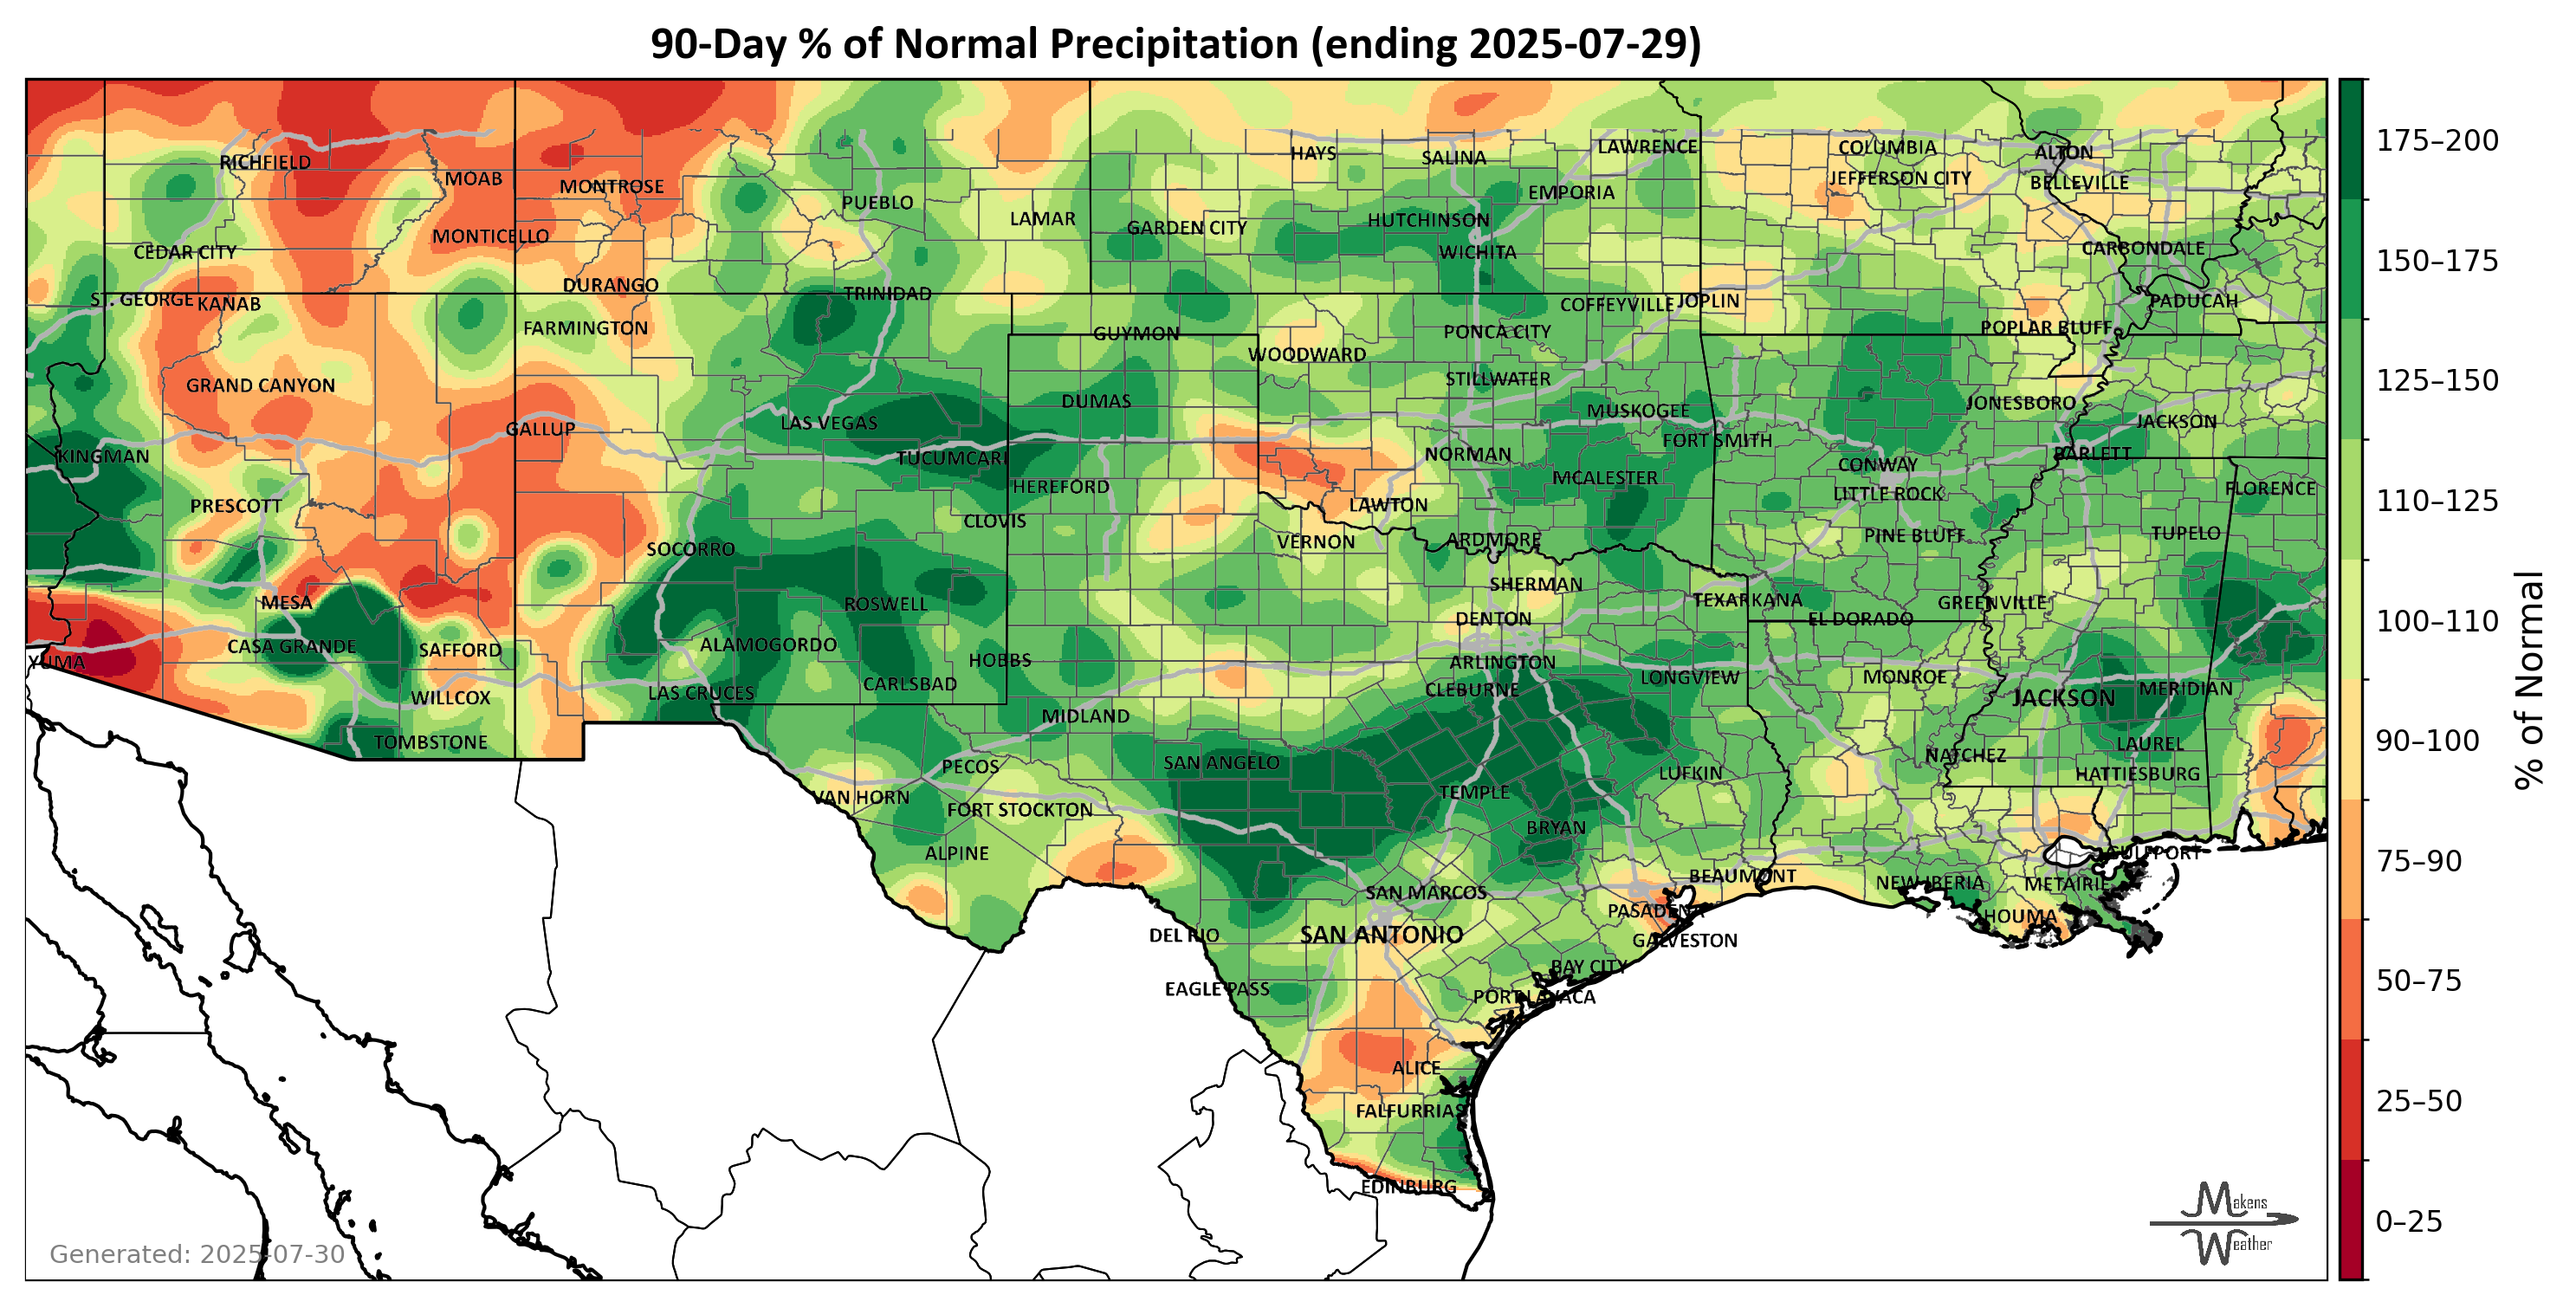 90-Day % of Normal Precipitation (ending 2025-07-29)
RICHFIELD
MOAB
MONTROSE
PUEBLO
LAMAR
HAYS
SALINA
LAWRENCE
COLUMBIA
ALTON
JEFFERSON CITY
BELLEVILLE
EMPORIA
GARDEN CITY
HUTCHINSON
WICHITA
MONTICELLO
CEDAR CITY
CARBONDALE
DURANGO
TRINIDAD
ST. GEORGE
KANAB
COFFEYVILLE
JOPLIN
PADUCAH
FARMINGTON
GUYMON
PONCA CITY
POPLAR BLUFF
WOODWARD
STILLWATER
GRAND CANYON
DUMAS
MUSKOGEE
JONESBORO
JACKSON
GALLUP
LAS VEGAS
FORT SMITH
KINGMAN
TUCUMCARI
NORMAN
BARLETT
CONWAY
HEREFORD
MCALESTER
LITTLE ROCK
FLORENCE
PRESCOTT
LAWTON
CLOVIS
TUPELO
SOCORRO
VERNON
ARDMORE
PINE BLUFF
MESA
ROSWELL
SHERMAN
TEXARKANA
GREENVILLE
CASA GRANDE
SAFFORD
ALAMOGORDO
DENTON
EL DORADO
YUMA
HOBBS
ARLINGTON
WILLCOX
LAS CRUCES
CARLSBAD
CLEBURNE
LONGVIEW
MONROE
JACKSON
MERIDIAN
MIDLAND
TOMBSTONE
NATCHEZ
LAUREL
PECOS
SAN ANGELO
LUFKIN
HATTIESBURG
VAN HORN
FORT STOCKTON
TEMPLE
BRYAN
ALPINE
GULFPORT
SAN MARCOS
BEAUMONT
NEW IBERIA
METAIRIE
PASADENA
HOUMA
DEL RIO
SAN ANTONIO
GALVESTON
BAY CITY
EAGLE PASS
PORT LAVACA
ALICE
FALFURRIAS
EDINBURG
175–200
150–175
125–150
110–125
100–110
90–100
75–90
50–75
25–50
0–25
% of Normal
Makens
Weather
Generated: 2025-07-30